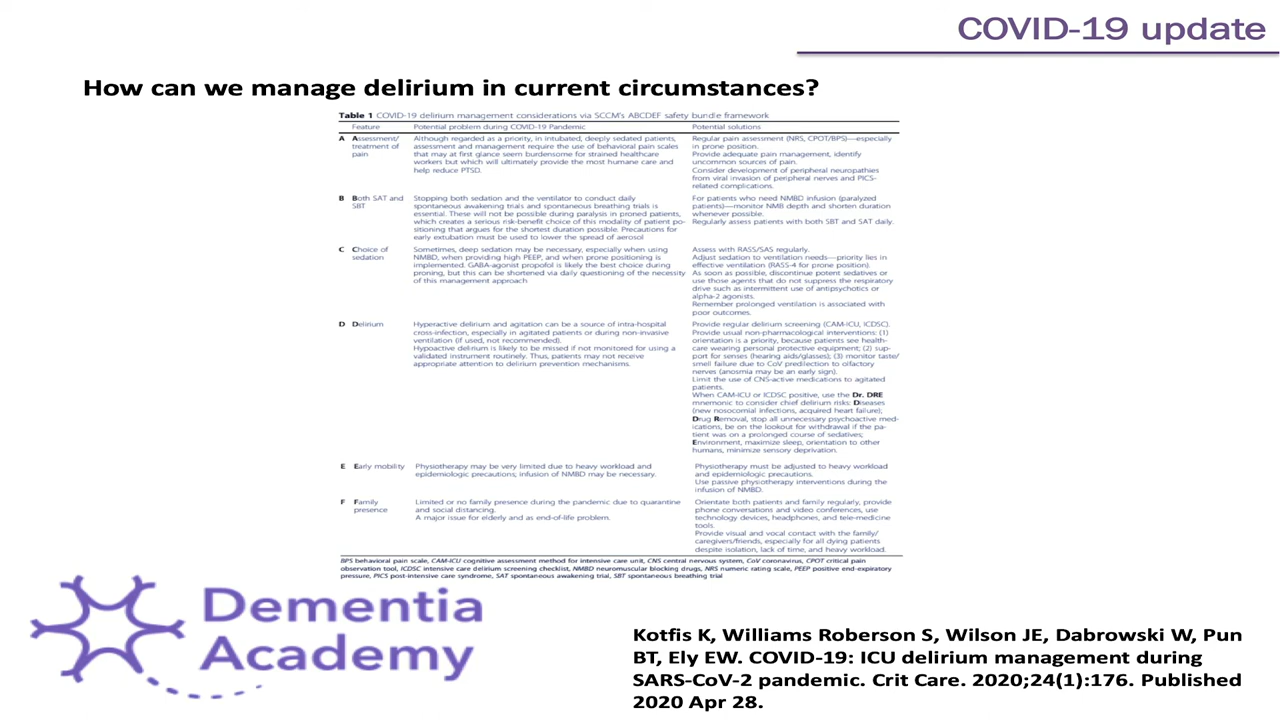 COVID-19 update
How can we manage delirium in current circumstances?
Table 1 COVID-19 delirium management considerations via SCCM's ABCDEF safety bundle framework
Feature Potential problem during COVID-19 Pandemic Potential solutions
A Assessment/ treatment of pain
Although regarded as a priority, in intubated, deeply sedated patients,
assessment and management require the use of behavioral pain scales
that may at first glance seem burdensome for strained healthcare
workers but which will ultimately provide the most humane care and
help reduce PTSD.
Regular pain assessment (NRS, CPOT/BPS)—especially
in prone position.
Provide adequate pain management, identify
uncommon sources of pain.
Consider development of peripheral neuropathies
from viral invasion of peripheral nerves and PICS-
related complications.
B Both SAT and SBT
Stopping both sedation and the ventilator to conduct daily
spontaneous awakening trials and spontaneous breathing trials is
essential. These will not be possible during paralysis in proned patients,
which creates a serious risk-benefit choice of this modality of patient po-
sitioning that argues for the shortest duration possible. Precautions for
early extubation must be used to lower the spread of aerosol
For patients who need NMBD infusion (paralyzed
patients)—monitor NMB depth and shorten duration
whenever possible.
Regularly assess patients with both SBT and SAT daily.
C Choice of sedation
Sometimes, deep sedation may be necessary, especially when using
NMBD, when providing high PEEP, and when prone positioning is
implemented. GABA-agonist propofol is likely the best choice during
proning, but this can be shortened via daily questioning of the necessity
of this management approach
Assess with RASS/SAS regularly.
Adjust sedation to ventilation needs—priority lies in
effective ventilation (RASS-4 for prone position).
As soon as possible, discontinue potent sedatives or
use those agents that do not suppress the respiratory
drive such as intermittent use of antipsychotics or
alpha-2 agonists.
Remember prolonged ventilation is associated with
poor outcomes.
D Delirium
Hyperactive delirium and agitation can be a source of intra-hospital
cross-infection, especially in agitated patients or during non-invasive
ventilation (if used, not recommended).
Hypoactive delirium is likely to be missed if not monitored for using a
validated instrument routinely. Thus, patients may not receive
appropriate attention to delirium prevention mechanisms.
Provide regular delirium screening (CAM-ICU, ICDSC).
Provide usual non-pharmacological interventions: (1)
orientation is a priority, because patients see health-
care wearing personal protective equipment; (2) sup-
port for senses (hearing aids/glasses); (3) monitor taste/
smell failure due to CoV predilection to olfactory
nerves (anosmia may be an early sign).
Limit the use of CNS-active medications to agitated
patients.
When CAM-ICU or ICDSC positive, use the Dr. DRE
mnemonic to consider chief delirium risks: Diseases
(new nosocomial infections, acquired heart failure);
Drug Removal, stop all unnecessary psychoactive med-
ications, be on the lookout for withdrawal if the pa-
tient was on a prolonged course of sedatives;
Environment, maximize sleep, orientation to other
humans, minimize sensory deprivation.
E Early mobility
Physiotherapy may be very limited due to heavy workload and
epidemiologic precautions; infusion of NMBD may be necessary.
Physiotherapy must be adjusted to heavy workload
and epidemiologic precautions.
Use passive physiotherapy interventions during the
infusion of NMBD.
F Family presence
Limited or no family presence during the pandemic due to quarantine
and social distancing.
A major issue for elderly and as end-of-life problem.
Orientate both patients and family regularly, provide
phone conversations and video conferences, use
technology devices, headphones, and tele-medicine
tools.
Provide visual and vocal contact with the family/
caregivers/friends, especially for all dying patients
despite isolation, lack of time, and heavy workload.
BPS behavioral pain scale, CAM-ICU cognitive assessment method for intensive care unit, CNS central nervous system, CoV coronavirus, CPOT critical pain
observation tool, ICDSC intensive care delirium screening checklist, NMBD neuromuscular blocking drugs, NRS numeric rating scale, PEEP positive end-expiratory
pressure, PICS post-intensive care syndrome, SAT spontaneous awakening trial, SBT spontaneous breathing trial
Dementia
Academy
Kotfis K, Williams Roberson S, Wilson JE, Dabrowski W, Pun
BT, Ely EW. COVID-19: ICU delirium management during
SARS-CoV-2 pandemic. Crit Care. 2020;24(1):176. Published
2020 Apr 28.